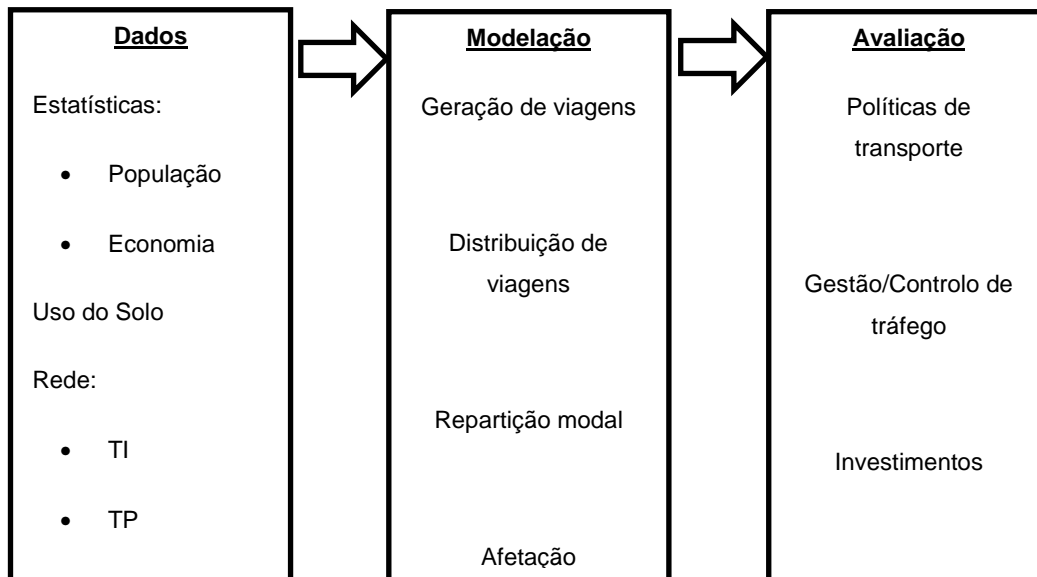 Dados
Estatísticas:
• População
• Economia
Uso do Solo
Rede:
• TI
• TP
Modelação
Geração de viagens
Distribuição de
viagens
Repartição modal
Afetação
Avaliação
Políticas de
transporte
Gestão/Controlo de
tráfego
Investimentos